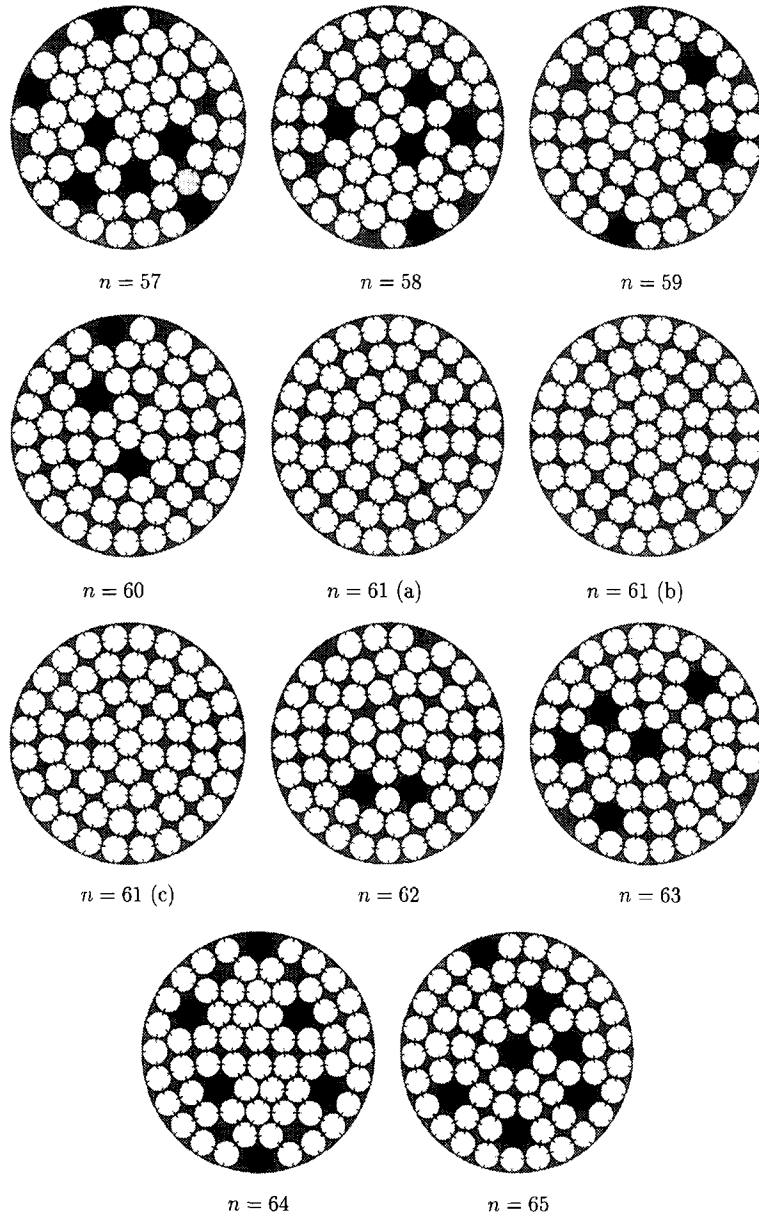 n = 57
n = 58
n = 59
n = 60
n = 61 (a)
n = 61 (b)
n = 61 (c)
n = 62
n = 63
n = 64
n = 65